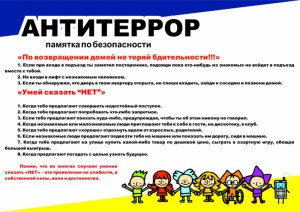 АНТИТЕРРОР
памятка по безопасности
«По возвращении домой не теряй бдительности!!!»
1. Если при входе в подъезд ты заметил посторонних, подожди пока кто-нибудь из знакомых не войдет в подъезд
вместе с тобой.
2. Не входи в лифт с незнакомым человеком.
3. Если ты обнаружил, что дверь в твою квартиру открыта, не спеши входить, зайди к соседям и позвони домой.
«Умей сказать “НЕТ”»
1. Когда тебе предлагают совершить недостойный поступок.
2. Когда тебе предлагают попробовать что-либо запретное.
3. Когда тебе предлагают поехать куда-либо, предупреждают, чтобы ты об этом никому не говорил.
4. Когда незнакомые или малознакомые люди приглашают тебя к себе в гости, на дискотеку, в клуб.
5. Когда тебе предлагают «хорошо» отдохнуть вдали от взрослых, родителей.
6. Если незнакомые люди предлагают подвезти тебя на машине или показать им дорогу, сидя в машине.
7. Когда тебе предлагают на улице купить какой-либо товар по дешевой цене, сыграть в азартную игру, обещая
большой выигрыш.
8. Когда предлагают погадать с целью узнать будущее.
Помни, что во многих случаях умение
сказать «НЕТ» - это проявление не слабости, а
собственной силы, воли и достоинства.